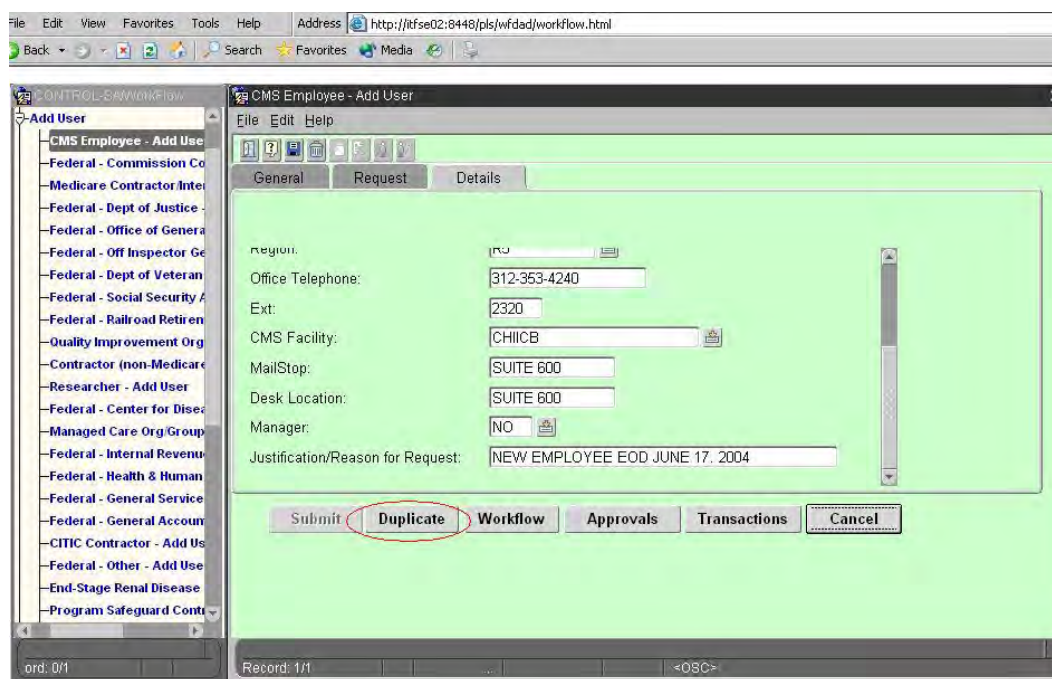 File Edit View Favorites Tools Help Address http://itfse02:8448/pls/wfdad/workflow.html
Back Search Favorites Media
CONTROL-SA/WorkFlow
Add User
CMS Employee - Add Use
Federal - Commission Co
Medicare Contractor/Inte
Federal - Dept of Justice -
Federal - Office of Genera
Federal - Off Inspector Ge
Federal - Dept of Veteran
Federal - Social Security A
Federal - Railroad Retiren
Quality Improvement Org
Contractor (non-Medicare
Researcher - Add User
Federal - Center for Disea
Managed Care Org/Group
Federal - Internal Revenu
Federal - Health & Human
Federal - General Service
Federal - General Accoun
CITIC Contractor - Add Us
Federal - Other - Add Use
End-Stage Renal Disease
Program Safeguard Contr
ord: 0/1
CMS Employee - Add User
File Edit Help
General Request Details
Region:
Office Telephone: 312-353-4240
Ext: 2320
CMS Facility: CHIICB
MailStop: SUITE 600
Desk Location: SUITE 600
Manager: NO
Justification/Reason for Request: NEW EMPLOYEE EOD JUNE 17. 2004
Submit Duplicate Workflow Approvals Transactions Cancel
Record: 1/1 ... <OSC>